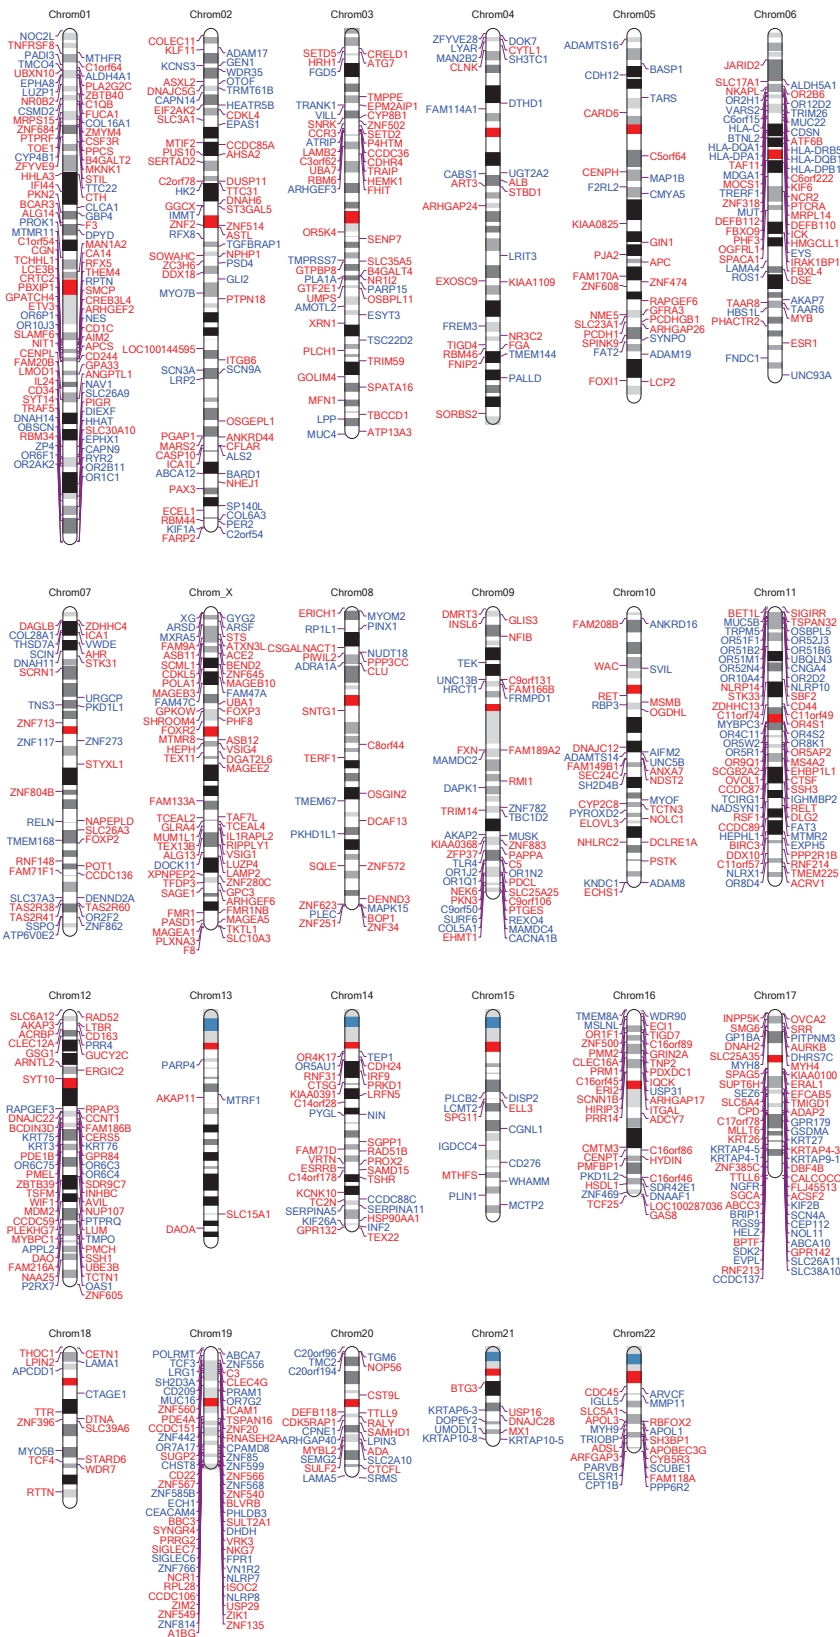 Chrom01
NOC2L
TNFRSF8
PADI3
TMCO4
UBXN10
EPHA8
LUZP1
NR0B2
CSMD2
MRPS15
ZNF684
PTPRF
TOE1
CYP4B1
ZFYVE9
HHLA3
IFI44
PKN2
BCAR3
ALG14
PROK1
MTMR11
C1orf54
CGN
TCHHL1
LCE3B
CRTC2
PBXIP1
GPATCH4
ETV3
OR6P1
OR10J3
SLAMF6
NIT1
CENPL
FAM20B
LMOD1
IL24
CD34
SYT14
TRAF5
DNAH14
OBSCN
RBM34
ZP4
OR6F1
OR2AK2
MTHFR
C1orf64
ALDH4A1
PLA2G2C
ZBTB40
C1QB
FUCA1
COL16A1
ZMYM4
CSF3R
PPCS
B4GALT2
MKNK1
STIL
TTC22
CTH
CLCA1
GBP4
F3
DPYD
MAN1A2
CA14
RFX5
THEM4
RPTN
SMCP
CREB3L4
ARHGEF2
NES
CD1C
AIM2
APCS
CD244
GPA33
ANGPTL1
NAV1
SLC26A9
PIGR
DIEXF
HHAT
SLC30A10
EPHX1
CAPN9
RYR2
OR2B11
OR1C1
Chrom02
COLEC11
KLF11
KCNS3
ASXL2
DNAJC5G
CAPN14
EIF2AK2
SLC3A1
MTIF2
PUS10
SERTAD2
C2orf78
HK2
GGCX
IMMT
ZNF2
RFX8
SOWAHC
ZC3H6
DDX18
MYO7B
LOC100144595
SCN3A
LRP2
PGAP1
MARS2
CASP10
ICA1L
ABCA12
PAX3
ECEL1
RBM44
KIF1A
FARP2
ADAM17
GEN1
WDR35
OTOF
TRMT61B
HEATR5B
CDKL4
EPAS1
CCDC85A
AHSA2
DUSP11
TTC31
DNAH6
ST3GAL5
ZNF514
ASTL
TGFBRAP1
NPHP1
PSD4
GLI2
PTPN18
ITGB6
SCN9A
OSGEPL1
ANKRD44
CFLAR
ALS2
BARD1
NHEJ1
SP140L
COL6A3
PER2
C2orf54
Chrom03
SETD5
HRH1
FGD5
TRANK1
VILL
SNRK
CCR3
ATRIP
LAMB2
C3orf62
UBA7
RBM6
ARHGEF3
OR5K4
TMPRSS7
GTPBP8
PLA1A
GTF2E1
UMPS
AMOTL2
XRN1
PLCH1
GOLIM4
MFN1
LPP
MUC4
CRELD1
ATG7
TMPPE
EPM2AIP1
CYP8B1
ZNF502
SETD2
P4HTM
CCDC36
CDHR4
TRAIP
HEMK1
FHIT
SENP7
SLC35A5
B4GALT4
NR1I2
PARP15
OSBPL11
ESYT3
TSC22D2
TRIM59
SPATA16
TBCCD1
ATP13A3
Chrom04
ZFYVE28
LYAR
MAN2B2
CLNK
FAM114A1
CABS1
ART3
ARHGAP24
EXOSC9
FREM3
TIGD4
RBM46
FNIP2
SORBS2
DOK7
CYTL1
SH3TC1
DTHD1
UGT2A2
ALB
STBD1
LRIT3
KIAA1109
NR3C2
FGA
TMEM144
PALLD
Chrom05
ADAMTS16
CDH12
CARD6
CENPH
F2RL2
KIAA0825
PJA2
FAM170A
ZNF608
NME5
SLC23A1
PCDH1
SPINK9
FAT2
FOXI1
BASP1
TARS
C5orf64
MAP1B
CMYA5
GIN1
APC
ZNF474
RAPGEF6
GFRA3
PCDHGB1
ARHGAP26
SYNPO
ADAM19
LCP2
Chrom06
JARID2
SLC17A1
NKAPL
OR2H1
VARS2
C6orf15
HLA-C
BTNL2
HLA-DQA1
HLA-DPA1
TAF11
MDGA1
MOCS1
TRERF1
ZNF318
MUT
DEFB112
FBXO9
PHF3
OGFRL1
SPACA1
LAMA4
ROS1
TAAR8
HBS1L
PHACTR2
FNDC1
ALDH5A1
OR2B6
OR12D2
TRIM26
MUC22
CDSN
ATF6B
HLA-DRB5
HLA-DQB1
HLA-DPB1
C6orf222
KIF6
NCR2
PTCRA
MRPL14
DEFB110
ICK
HMGCLL1
EYS
IRAK1BP1
FBXL4
DSE
AKAP7
TAAR6
MYB
ESR1
UNC93A
Chrom07
DAGLB
COL28A1
THSD7A
SCIN
DNAH11
SCRN1
TNS3
ZNF713
ZNF117
ZNF804B
RELN
TMEM168
RNF148
FAM71F1
SLC37A3
TAS2R38
TAS2R41
SSPO
ATP6V0E2
ZDHHC4
ICA1
VWDE
AHR
STK31
URGCP
PKD1L1
ZNF273
STYXL1
NAPEPLD
SLC26A3
FOXP2
POT1
CCDC136
DENND2A
TAS2R60
OR2F2
ZNF862
Chrom_X
XG
ARSD
MXRA5
FAM9A
ASB11
SCML1
CDKL5
POLA1
MAGEB3
FAM47C
GPKOW
SHROOM4
FOXR2
MTMR8
HEPH
TEX11
FAM133A
TCEAL2
GLRA4
MUM1L1
TEX13B
ALG13
DOCK11
XPNPEP2
TFDP3
SAGE1
FMR1
PASD1
MAGEA1
PLXNA3
F8
GYG2
ARSF
STS
ATXN3L
ACE2
BEND2
ZNF645
MAGEB10
FAM47A
UBA1
FOXP3
PHF8
ASB12
VSIG4
DGAT2L6
MAGEE2
TAF7L
TCEAL4
IL1RAPL2
RIPPLY1
VSIG1
LUZP4
LAMP2
ZNF280C
GPC3
ARHGEF6
FMR1NB
MAGEA5
TKTL1
SLC10A3
Chrom08
ERICH1
RP1L1
CSGALNACT1
PIWIL2
ADRA1A
SNTG1
TERF1
TMEM67
PKHD1L1
SQLE
ZNF623
PLEC
ZNF251
MYOM2
PINX1
NUDT18
PPP3CC
CLU
C8orf44
OSGIN2
DCAF13
ZNF572
DENND3
MAPK15
BOP1
ZNF34
Chrom09
DMRT3
INSL6
TEK
UNC13B
HRCT1
FXN
MAMDC2
DAPK1
TRIM14
AKAP2
KIAA0368
ZFP37
TLR4
OR1J2
OR1Q1
NEK6
PKN3
C9orf50
SURF6
COL5A1
EHMT1
GLIS3
NFIB
C9orf131
FAM166B
FRMPD1
FAM189A2
RMI1
ZNF782
TBC1D2
MUSK
ZNF883
PAPPA
C5
OR1N2
PDCL
SLC25A25
C9orf106
PTGES
REXO4
MAMDC4
CACNA1B
Chrom10
FAM208B
WAC
RET
RBP3
DNAJC12
ADAMTS14
FAM149B1
SEC24C
SH2D4B
CYP2C8
PYROXD2
ELOVL3
NHLRC2
KNDC1
ECHS1
ANKRD16
SVIL
MSMB
OGDHL
AIFM2
UNC5B
ANXA7
NDST2
MYOF
TCTN3
NOLC1
DCLRE1A
PSTK
ADAM8
Chrom11
BET1L
MUC5B
TRPM5
OR51F1
OR51B2
OR51M1
OR52N4
OR10A4
NLRP14
STK33
ZDHHC13
C11orf74
MYBPC3
OR4C11
OR5W2
OR5R1
OR9Q1
SCGB2A2
OVOL1
CCDC87
TCIRG1
NADSYN1
RSF1
CCDC89
HEPHL1
BIRC3
DDX10
C11orf57
NLRX1
OR8D4
SIGIRR
TSPAN32
OSBPL5
OR52J3
OR51B6
UBQLN3
CNGA4
OR2D2
NLRP10
SBF2
CD44
C11orf49
OR4S1
OR4S2
OR8K1
OR5AP2
MS4A2
EHBP1L1
CTSF
SSH3
IGHMBP2
RELT
DLG2
FAT3
MTMR2
EXPH5
PPP2R1B
RNF214
TMEM225
ACRV1
Chrom12
SLC6A12
AKAP3
ACRBP
CLEC12A
GSG1
ARNTL2
SYT10
RAPGEF3
DNAJC22
BCDIN3D
KRT75
KRT3
PDE1B
OR6C75
PMEL
ZBTB39
TSFM
WIF1
MDM2
CCDC59
PLEKHG7
MYBPC1
APPL2
DAO
FAM216A
NAA25
P2RX7
RAD52
LTBR
CD163
PRR4
GUCY2C
ERGIC2
RPAP3
CCNT1
FAM186B
CERS5
KRT76
GPR84
OR6C3
OR6C4
SDR9C7
INHBC
AVIL
NUP107
PTPRQ
LUM
TMPO
PMCH
SSH1
UBE3B
TCTN1
OAS1
ZNF605
Chrom13
PARP4
AKAP11
DAOA
MTRF1
SLC15A1
Chrom14
OR4K17
OR5AU1
RNF31
CTSG
KIAA0391
C14orf28
PYGL
FAM71D
VRTN
ESRRB
C14orf178
KCNK10
TC2N
SERPINA5
KIF26A
GPR132
TEP1
CDH24
IRF9
PRKD1
LRFN5
NIN
SGPP1
RAD51B
PROX2
SAMD15
TSHR
CCDC88C
SERPINA11
HSP90AA1
INF2
TEX22
Chrom15
PLCB2
LCMT2
SPG11
IGDCC4
MTHFS
PLIN1
DISP2
ELL3
CGNL1
CD276
WHAMM
MCTP2
Chrom16
TMEM8A
MSLNL
OR1F1
ZNF500
PMM2
CLEC16A
PRM1
C16orf45
ERI2
SCNN1B
HIRIP3
PRR14
CMTM3
CENPT
PMFBP1
PKD1L2
HSDL1
ZNF469
TCF25
WDR90
ECI1
TIGD7
C16orf89
GRIN2A
TNP2
PDXDC1
IQCK
USP31
ARHGAP17
ITGAL
ADCY7
C16orf86
HYDIN
C16orf46
SDR42E1
DNAAF1
LOC100287036
GAS8
Chrom17
INPP5K
SMG6
GP1BA
DNAH2
SLC25A35
MYH8
SPAG5
SUPT6H
SEZ6
SLC6A4
CPD
C17orf78
MLLT6
KRT26
KRTAP4-5
KRTAP4-1
ZNF385C
TTLL6
NGFR
SGCA
ABCC3
BRIP1
RGS9
HELZ
BPTF
SDK2
EVPL
RNF213
CCDC137
OVCA2
SRR
PITPNM3
AURKB
DHRS7C
MYH4
KIAA0100
ERAL1
EFCAB5
TMIGD1
ADAP2
GPR179
GSDMA
KRT27
KRTAP4-3
KRTAP9-1
DBF4B
CALCOCO2
FLJ45513
ACSF2
KIF2B
SCN4A
CEP112
NOL11
ABCA10
GPR142
SLC26A11
SLC38A10
Chrom18
THOC1
LPIN2
APCDD1
TTR
ZNF396
MYO5B
TCF4
RTTN
CETN1
LAMA1
CTAGE1
DTNA
SLC39A6
STARD6
WDR7
Chrom19
POLRMT
TCF3
LRG1
SH2D3A
CD209
MUC16
ZNF560
PDE4A
CCDC151
ZNF442
OR7A17
SUGP2
CHST8
CD22
ZNF567
ZNF585B
ECH1
CEACAM4
BBC3
SYNGR4
PRRG2
SIGLEC7
SIGLEC6
ZNF766
NCR1
RPL28
CCDC106
ZIM2
ZNF549
ZNF814
A1BG
ABCA7
ZNF556
C3
CLEC4G
PRAM1
OR7G2
ICAM1
TSPAN16
ZNF20
RNASEH2A
CPAMD8
ZNF85
ZNF599
ZNF566
ZNF568
ZNF540
BLVRB
PHLDB3
SULT2A1
DHDH
VRK3
NKG7
FPR1
VN1R2
NLRP7
ISOC2
NLRP8
USP29
ZIK1
ZNF135
Chrom20
C20orf96
TMC2
C20orf194
DEFB118
CDK5RAP1
CPNE1
ARHGAP40
MYBL2
SEMG2
SULF2
LAMA5
TGM6
NOP56
CST9L
TTLL9
RALY
SAMHD1
LPIN3
ADA
SLC2A10
CTCFL
SRMS
Chrom21
BTG3
KRTAP6-3
DOPEY2
UMODL1
KRTAP10-8
USP16
DNAJC28
MX1
KRTAP10-5
Chrom22
CDC45
IGLL5
SLC5A1
APOL3
MYH9
TRIOBP
ADSL
ARFGAP3
PARVB
CELSR1
CPT1B
ARVCF
MMP11
RBFOX2
APOL1
SH3BP1
APOBEC3G
CYB5R3
SCUBE1
FAM118A
PPP6R2